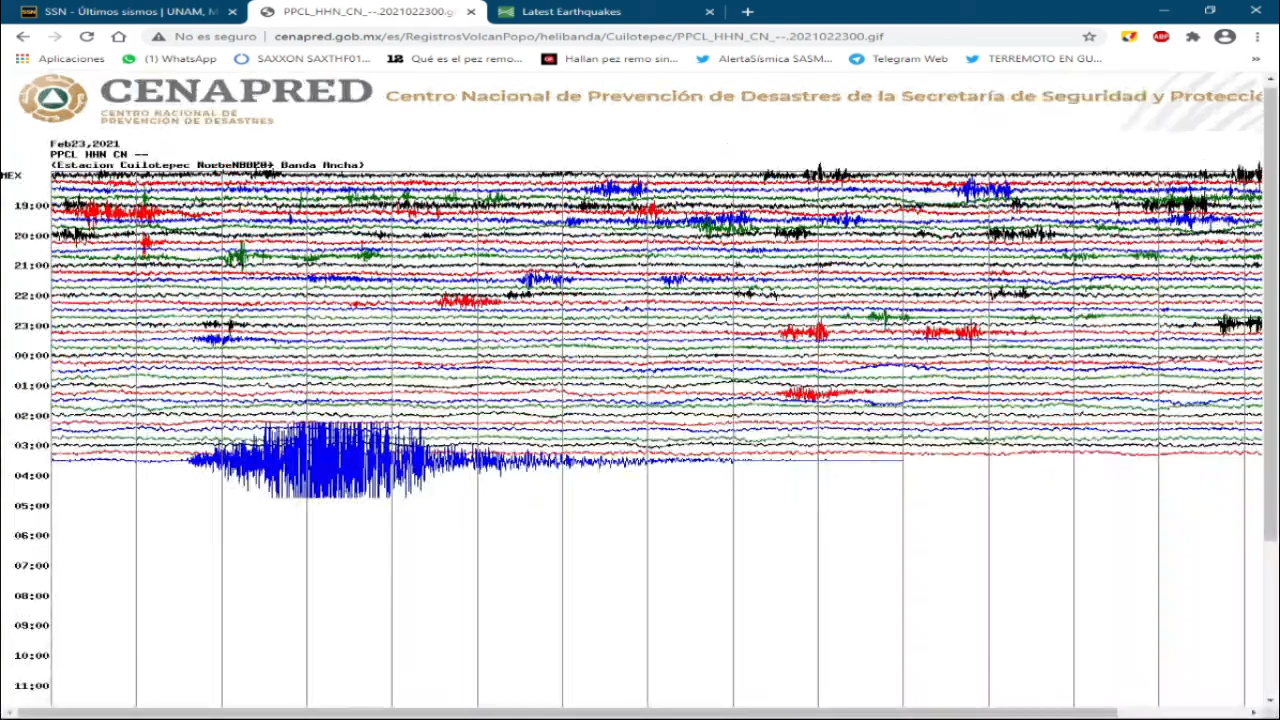 SSN - Últimos sismos | UNAM, M
PPCL_HHN_CN_--.2021022300.gi
Latest Earthquakes
No es seguro | cenapred.gob.mx/es/RegistrosVolcanPopo/helibanda/Cuilotepec/PPCL_HHN_CN_--.2021022300.gif
Aplicaciones
(1) WhatsApp
SAXXON SAXTHF01...
12 Qué es el pez remo...
Hallan pez remo sin...
AlertaSísmica SASM...
Telegram Web
TERREMOTO EN GU...
»
CENAPRED
CENTRO NACIONAL DE
PREVENCIÓN DE DESASTRES
Centro Nacional de Prevención de Desastres de la Secretaría de Seguridad y Protecció
Feb23,2021
PPCL HHN CN --
(Estacion Cuilotepec Banda Ancha)
MEX
19:00
20:00
21:00
22:00
23:00
00:00
01:00
02:00
03:00
04:00
05:00
06:00
07:00
08:00
09:00
10:00
11:00